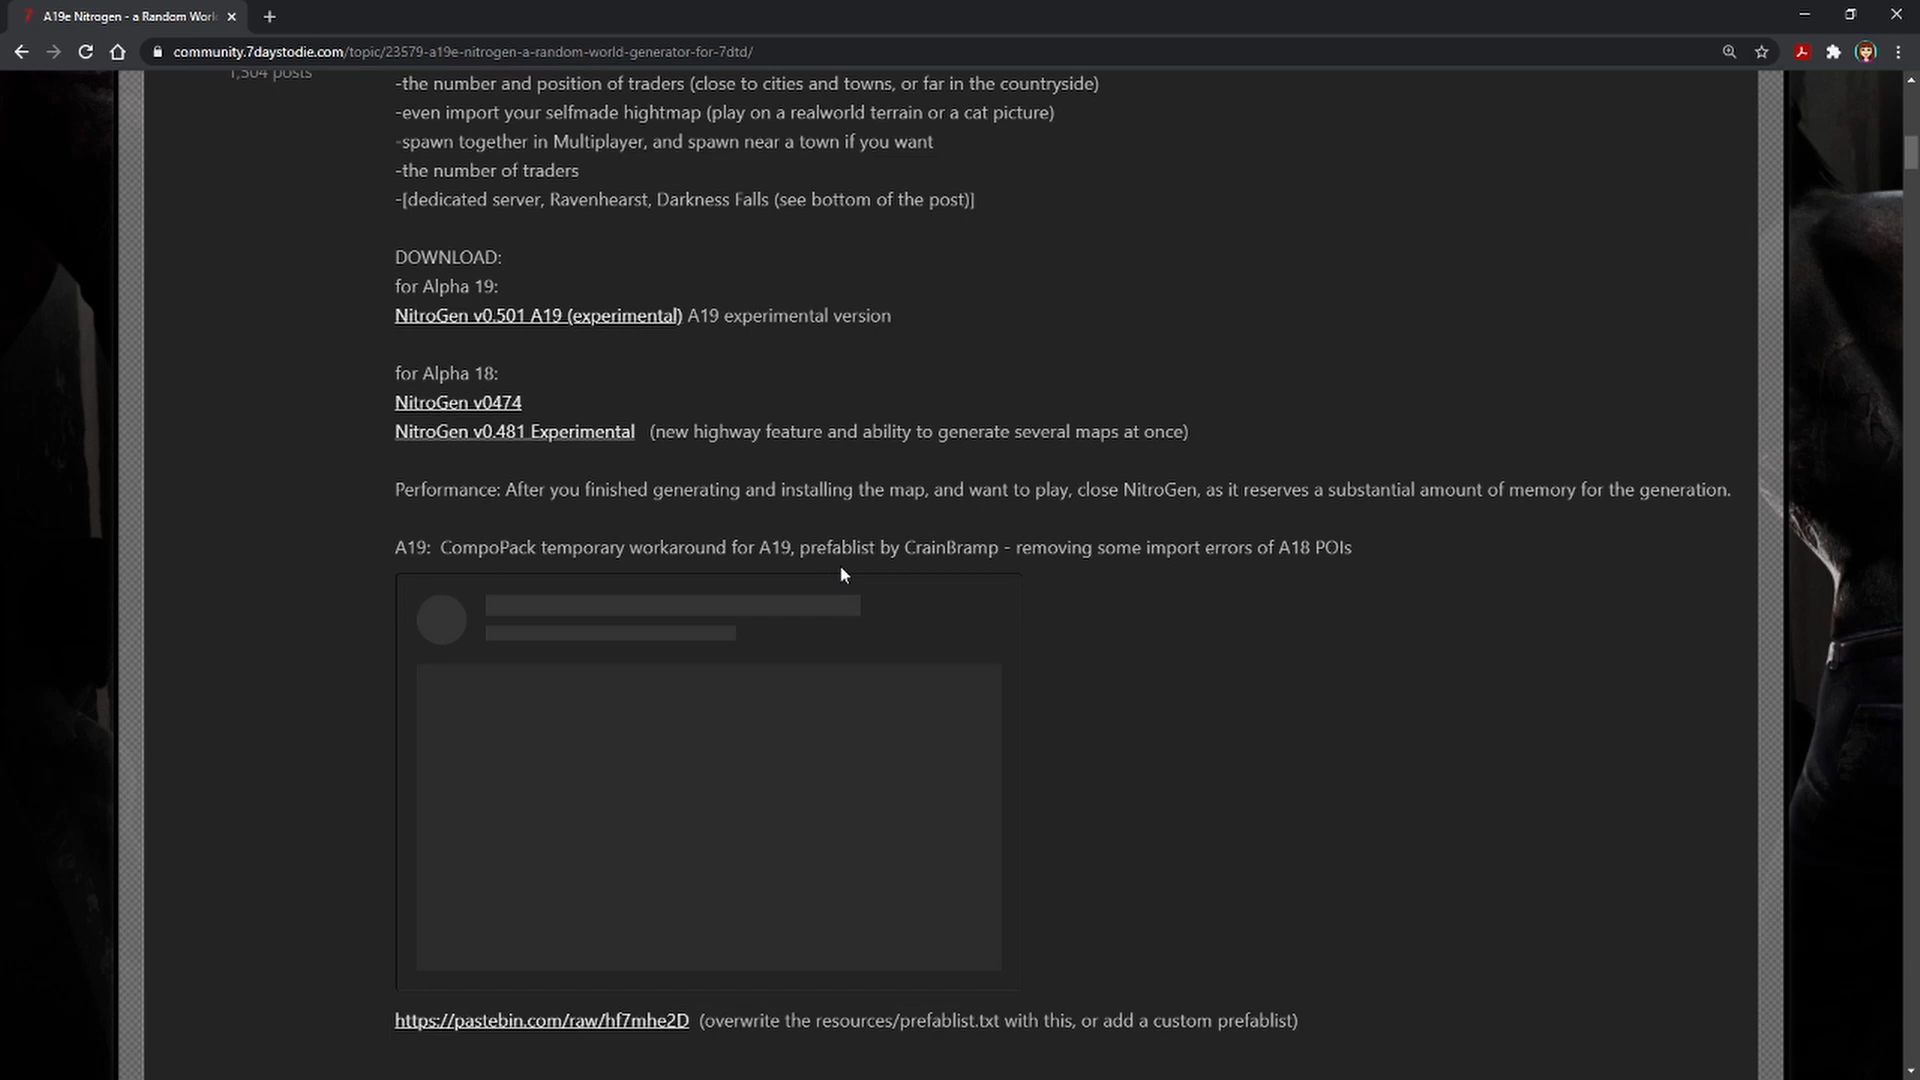 A19e Nitrogen - a Random Worl
community.7daystodie.com/topic/23579-a19e-nitrogen-a-random-world-generator-for-7dtd/
1,504 posts
-the number and position of traders (close to cities and towns, or far in the countryside)
-even import your selfmade hightmap (play on a realworld terrain or a cat picture)
-spawn together in Multiplayer, and spawn near a town if you want
-the number of traders
-[dedicated server, Ravenhearst, Darkness Falls (see bottom of the post)]
DOWNLOAD:
for Alpha 19:
NitroGen v0.501 A19 (experimental) A19 experimental version
for Alpha 18:
NitroGen v0474
NitroGen v0.481 Experimental (new highway feature and ability to generate several maps at once)
Performance: After you finished generating and installing the map, and want to play, close NitroGen, as it reserves a substantial amount of memory for the generation.
A19: CompoPack temporary workaround for A19, prefablist by CrainBramp - removing some import errors of A18 POIs
https://pastebin.com/raw/hf7mhe2D (overwrite the resources/prefablist.txt with this, or add a custom prefablist)